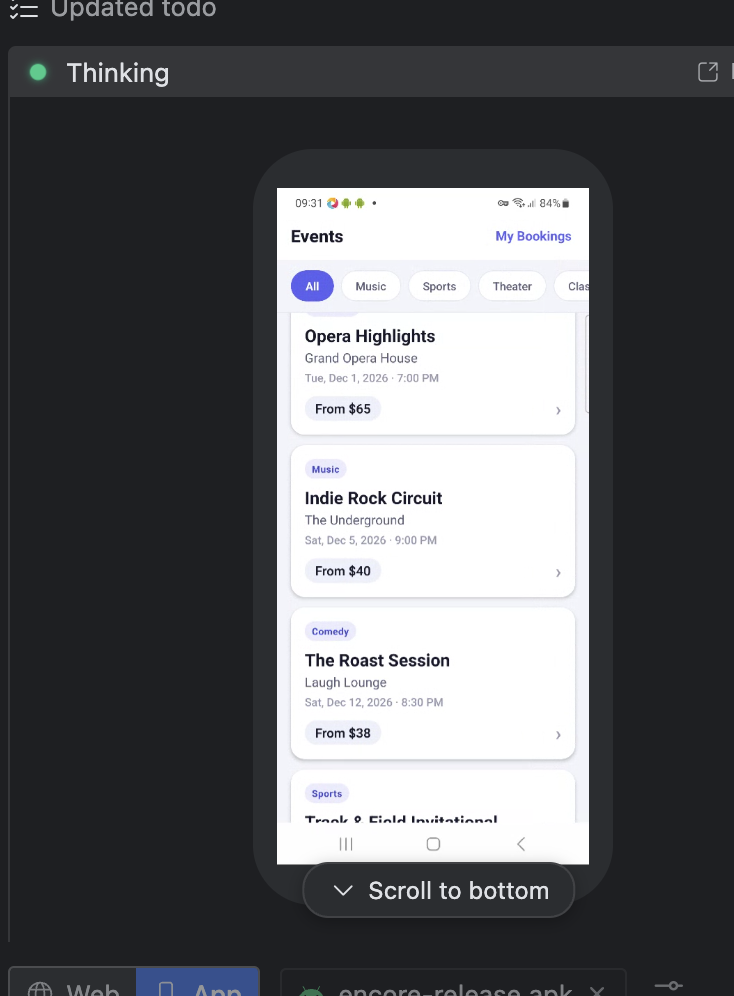 Updated todo
Thinking
09:31
84%
Events
My Bookings
All
Music
Sports
Theater
Clas
Opera Highlights
Grand Opera House
Tue, Dec 1, 2026 · 7:00 PM
From $65
Music
Indie Rock Circuit
The Underground
Sat, Dec 5, 2026 · 9:00 PM
From $40
Comedy
The Roast Session
Laugh Lounge
Sat, Dec 12, 2026 · 8:30 PM
From $38
Sports
Track & Field Invitational
Scroll to bottom
Web
App
encore-release.apk